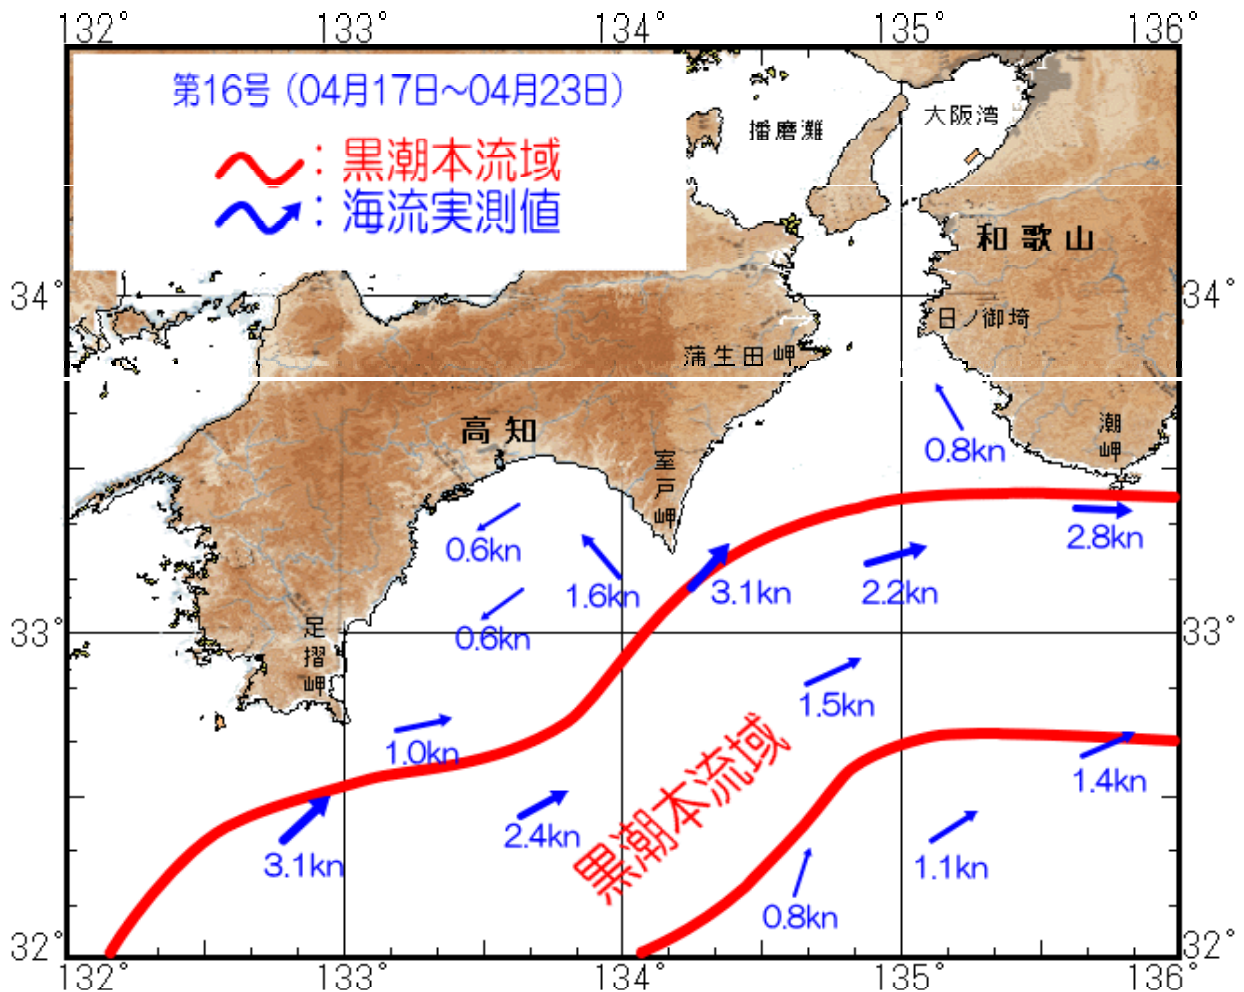 132° 133° 134° 135° 136°
第16号（04月17日～04月23日）
：黒潮本流域
：海流実測値
播磨灘
大阪湾
和歌山
34° 34°
日ノ御埼
蒲生田岬
高知
潮岬
室戸岬
0.8kn
2.8kn
0.6kn
1.6kn
3.1kn
2.2kn
33° 33°
0.6kn
足摺岬
1.5kn
1.0kn
黒潮本流域
1.4kn
2.4kn
3.1kn
1.1kn
0.8kn
32° 32°
132° 133° 134° 135° 136°